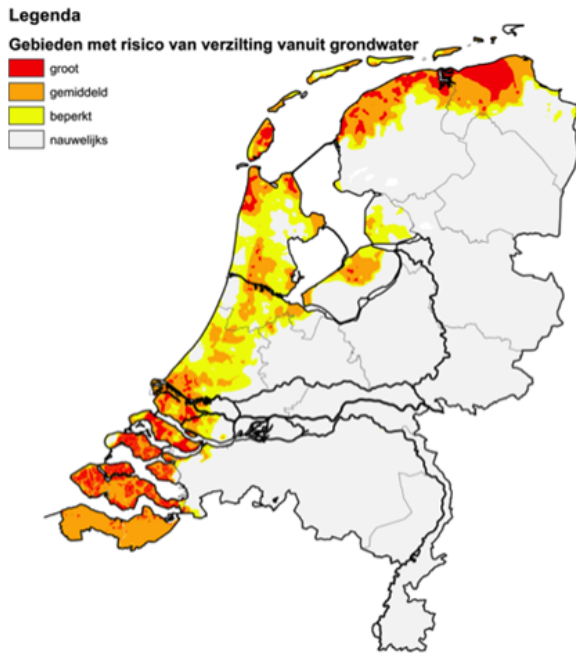 Legenda
Gebieden met risico van verzilting vanuit grondwater
groot
gemiddeld
beperkt
nauwelijks